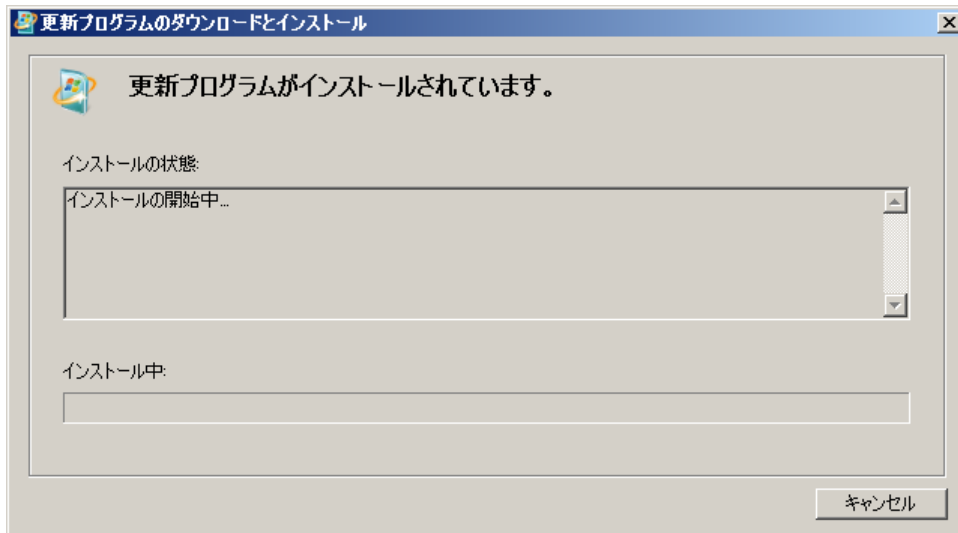 更新プログラムのダウンロードとインストール
更新プログラムがインストールされています。
インストールの状態:
インストールの開始中...
インストール中:
キャンセル